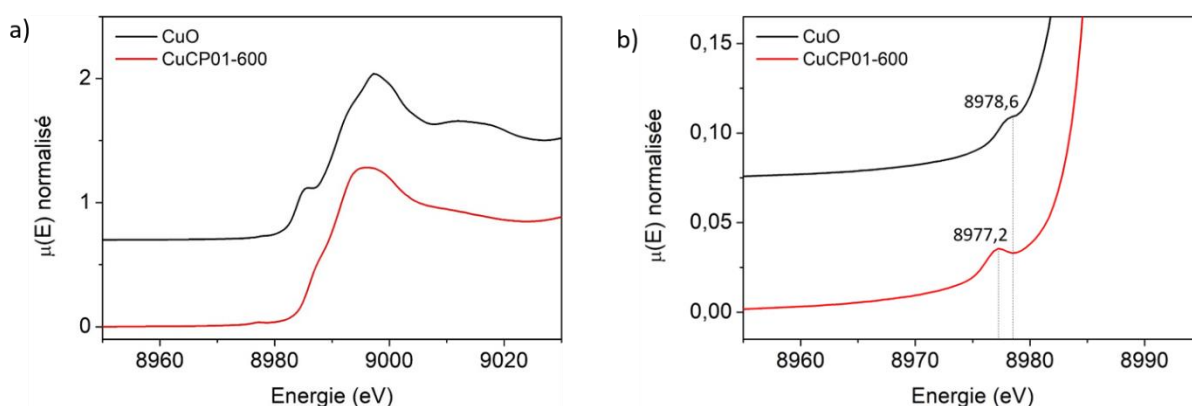 a)
CuO
CuCP01-600
2
1
0
μ(E) normalisé
8960 8980 9000 9020
Energie (eV)
b)
CuO
CuCP01-600
0,15
0,10
0,05
0,00
μ(E) normalisée
8978,6
8977,2
8960 8970 8980 8990
Energie (eV)